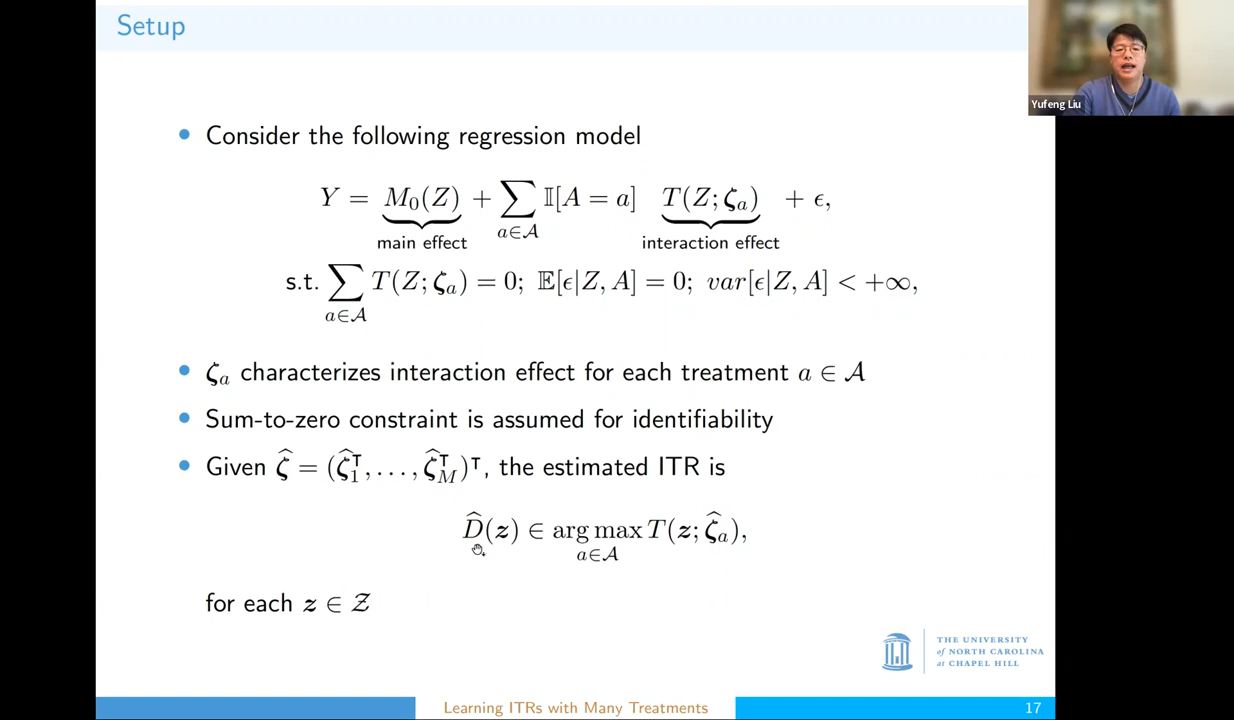 Setup
Yufeng Liu
• Consider the following regression model
Y = M₀(Z) + ∑ 𝕀[A = a] T(Z; ζₐ) + ϵ,
a∈𝒜
main effect interaction effect
s.t. ∑ T(Z; ζₐ) = 0; 𝔼[ϵ|Z, A] = 0; var[ϵ|Z, A] < +∞,
a∈𝒜
• ζₐ characterizes interaction effect for each treatment a ∈ 𝒜
• Sum-to-zero constraint is assumed for identifiability
• Given ζ̂ = (ζ̂₁ᵀ, . . . , ζ̂_Mᵀ)ᵀ, the estimated ITR is
D̂(z) ∈ arg max T(z; ζ̂ₐ),
a∈𝒜
for each z ∈ 𝒵
THE UNIVERSITY
of NORTH CAROLINA
at CHAPEL HILL
Learning ITRs with Many Treatments
17